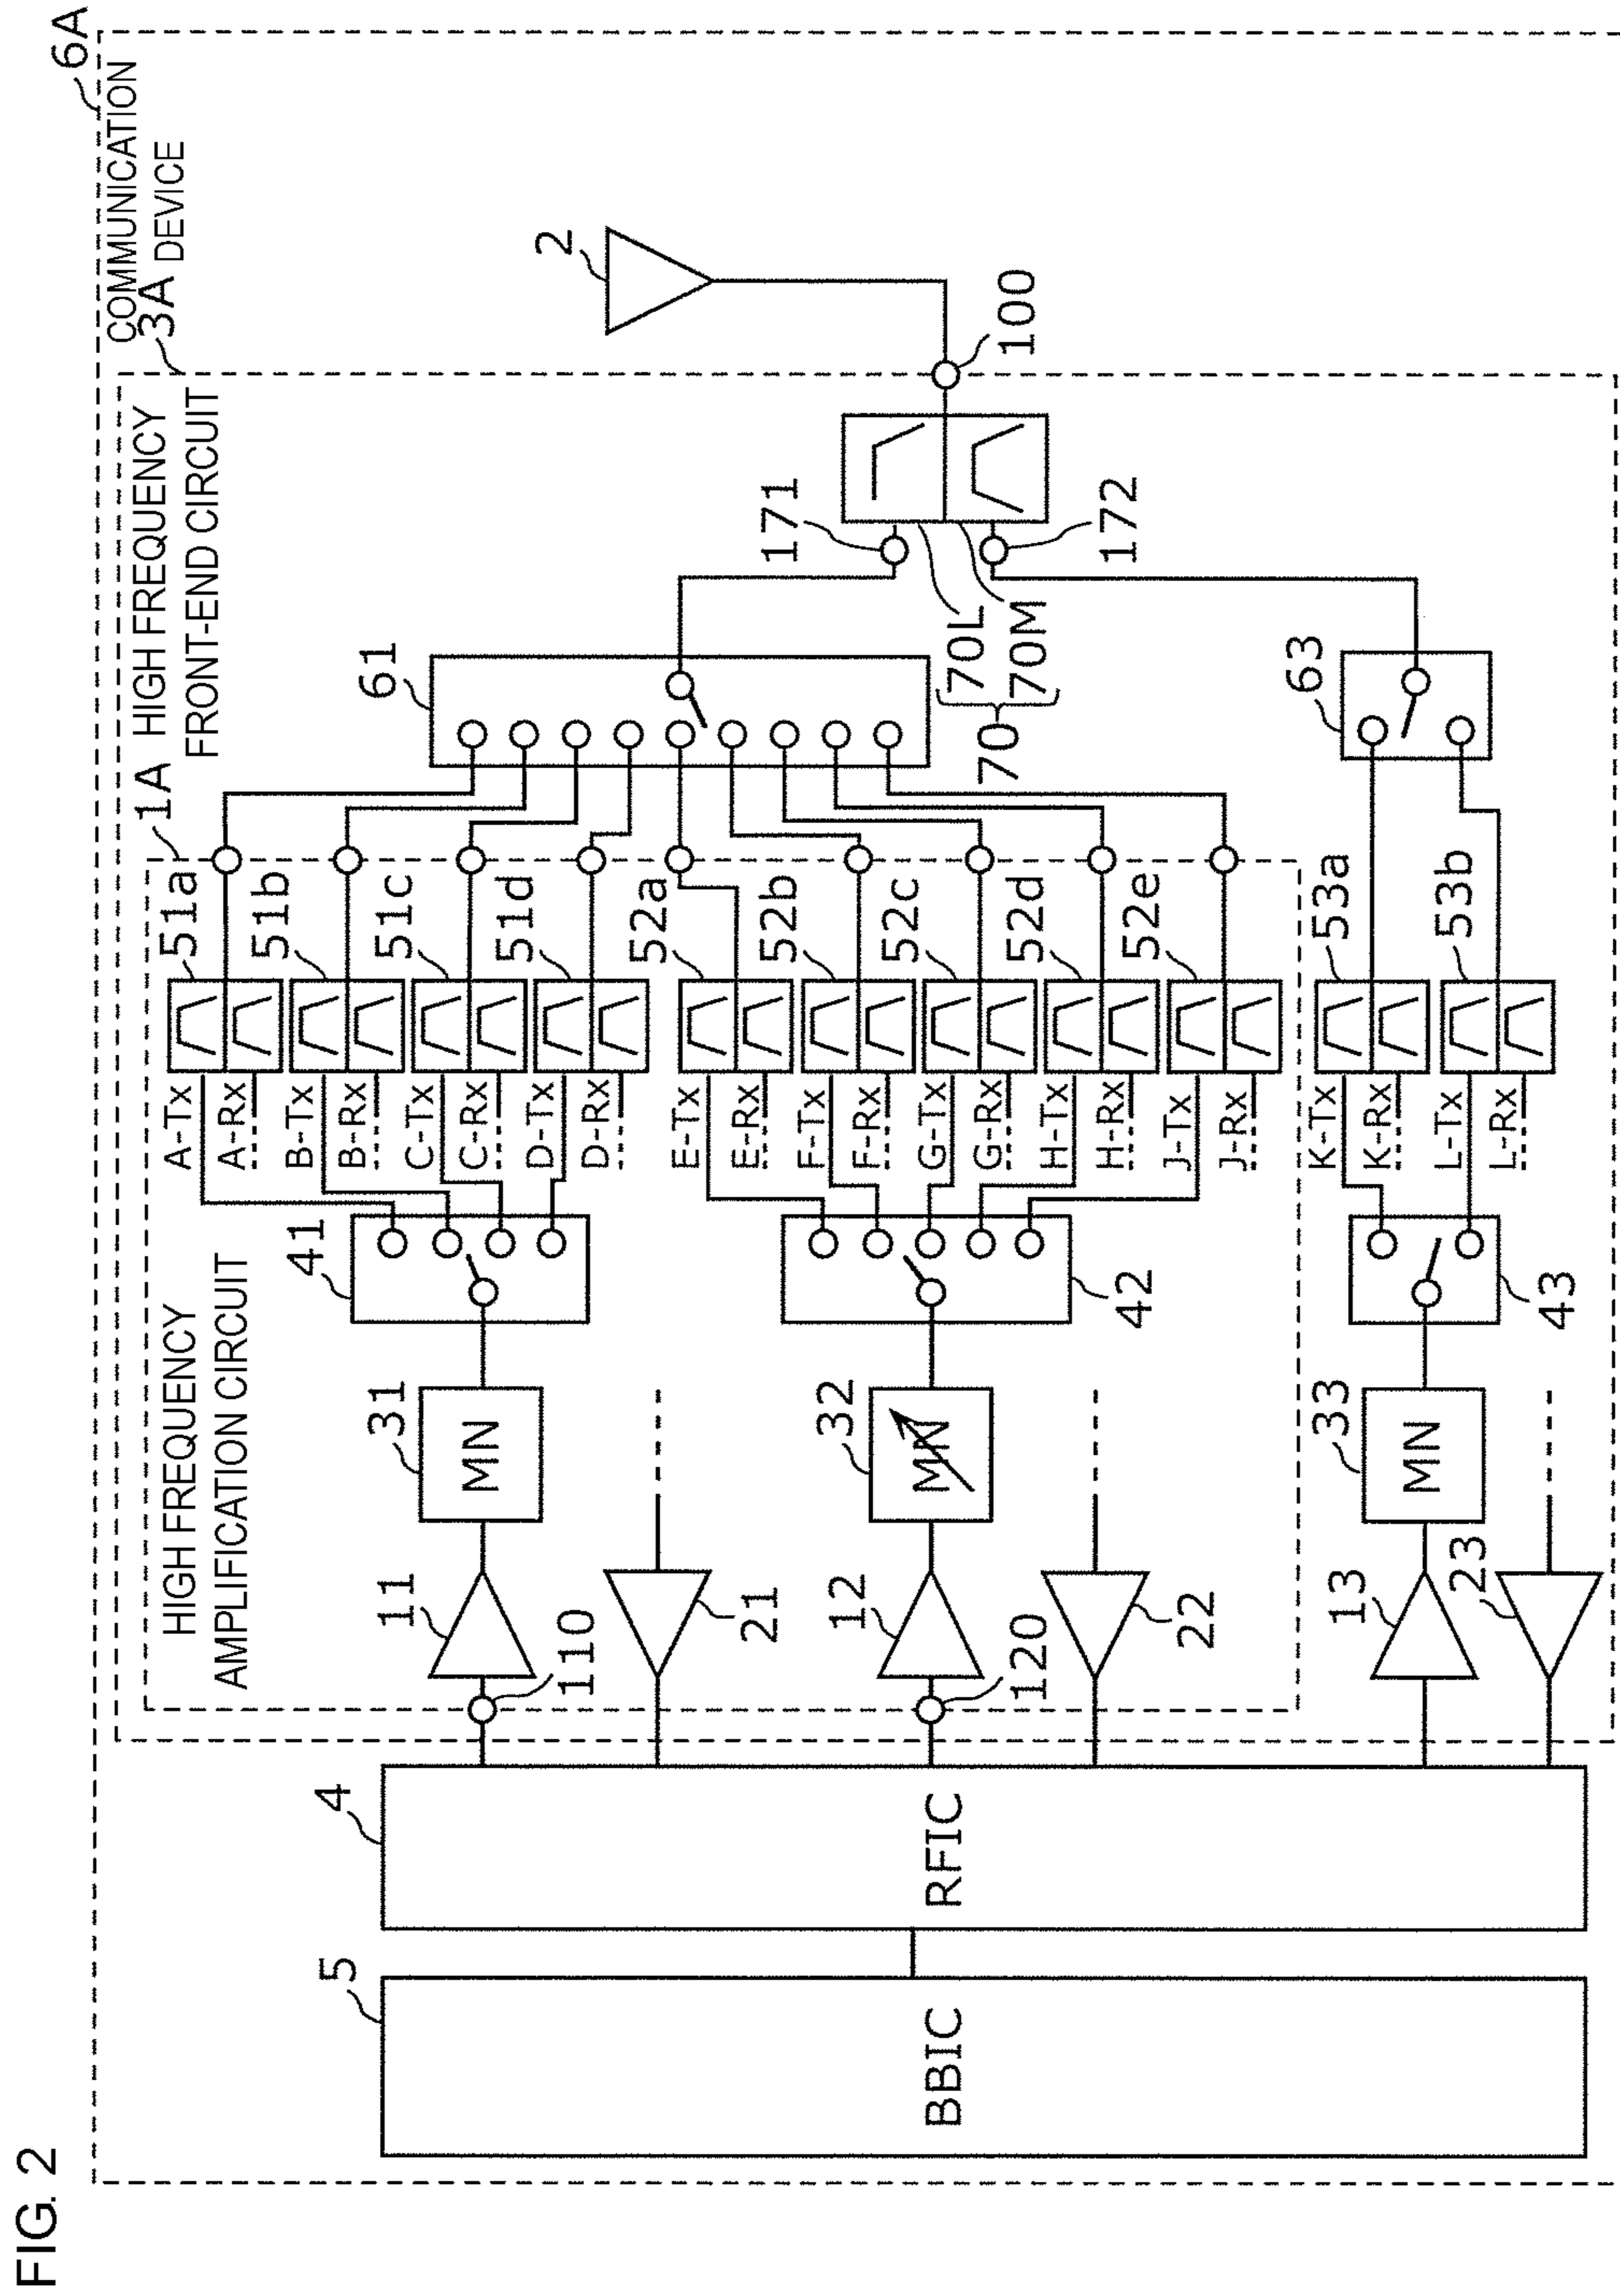 FIG. 2
6A
COMMUNICATION
DEVICE
3A
HIGH FREQUENCY
FRONT-END CIRCUIT
1A
HIGH FREQUENCY
AMPLIFICATION CIRCUIT
5
BBIC
4
RFIC
110
11
31
MN
41
21
120
12
32
MN
42
22
13
33
MN
43
23
A-Tx
A-Rx
B-Tx
B-Rx
C-Tx
C-Rx
D-Tx
D-Rx
E-Tx
E-Rx
F-Tx
F-Rx
G-Tx
G-Rx
H-Tx
H-Rx
J-Tx
J-Rx
K-Tx
K-Rx
L-Tx
L-Rx
51a
51b
51c
51d
52a
52b
52c
52d
52e
53a
53b
61
63
70
70L
70M
171
172
100
2